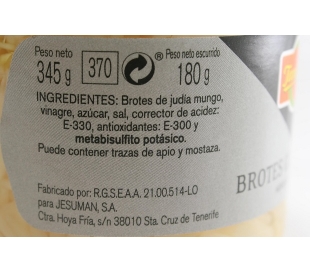 Peso neto
345 g
370
® Peso neto escurrido
180 g
INGREDIENTES: Brotes de judía mungo,
vinagre, azúcar, sal, corrector de acidez:
E-330, antioxidantes: E-300 y
metabisulfito potásico.
Puede contener trazas de apio y mostaza.
Fabricado por: R.G.S.E.A.A. 21.00.514-LO
para JESUMAN, S.A.
Ctra. Hoya Fría, s/n 38010 Sta. Cruz de Tenerife
BROTES